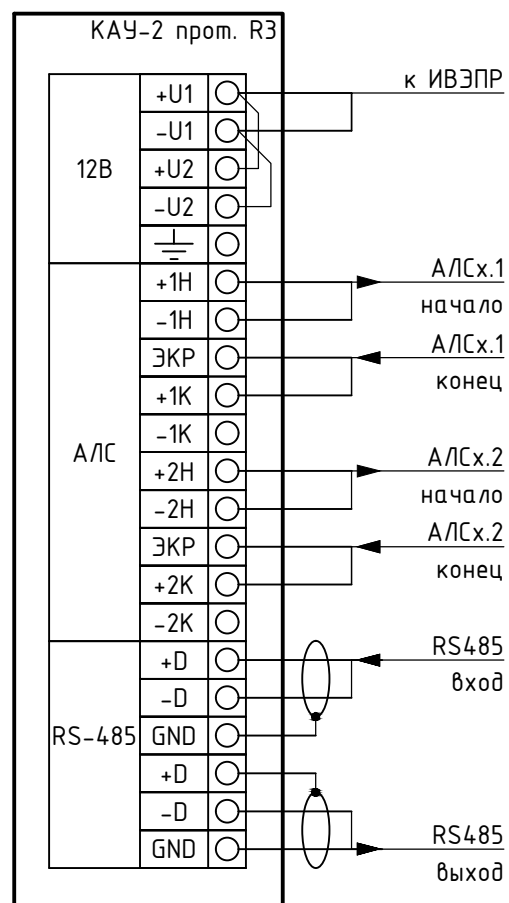 КАУ-2 прот. R3
к ИВЭПР
12В
+U1
-U1
+U2
-U2
АЛС
+1Н
-1Н
ЭКР
+1К
-1К
+2Н
-2Н
ЭКР
+2К
-2К
RS-485
+D
-D
GND
+D
-D
GND
АЛСх.1
начало
АЛСх.1
конец
АЛСх.2
начало
АЛСх.2
конец
RS485
вход
RS485
выход